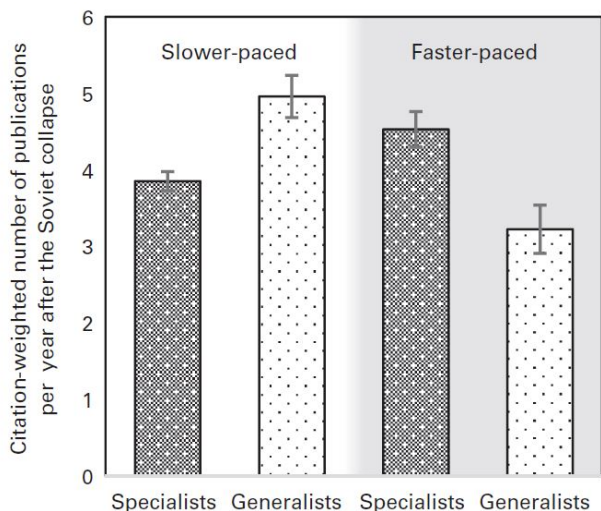 Citation-weighted number of publications
per year after the Soviet collapse
6
5
4
3
2
1
0
Slower-paced
Faster-paced
Specialists Generalists Specialists Generalists